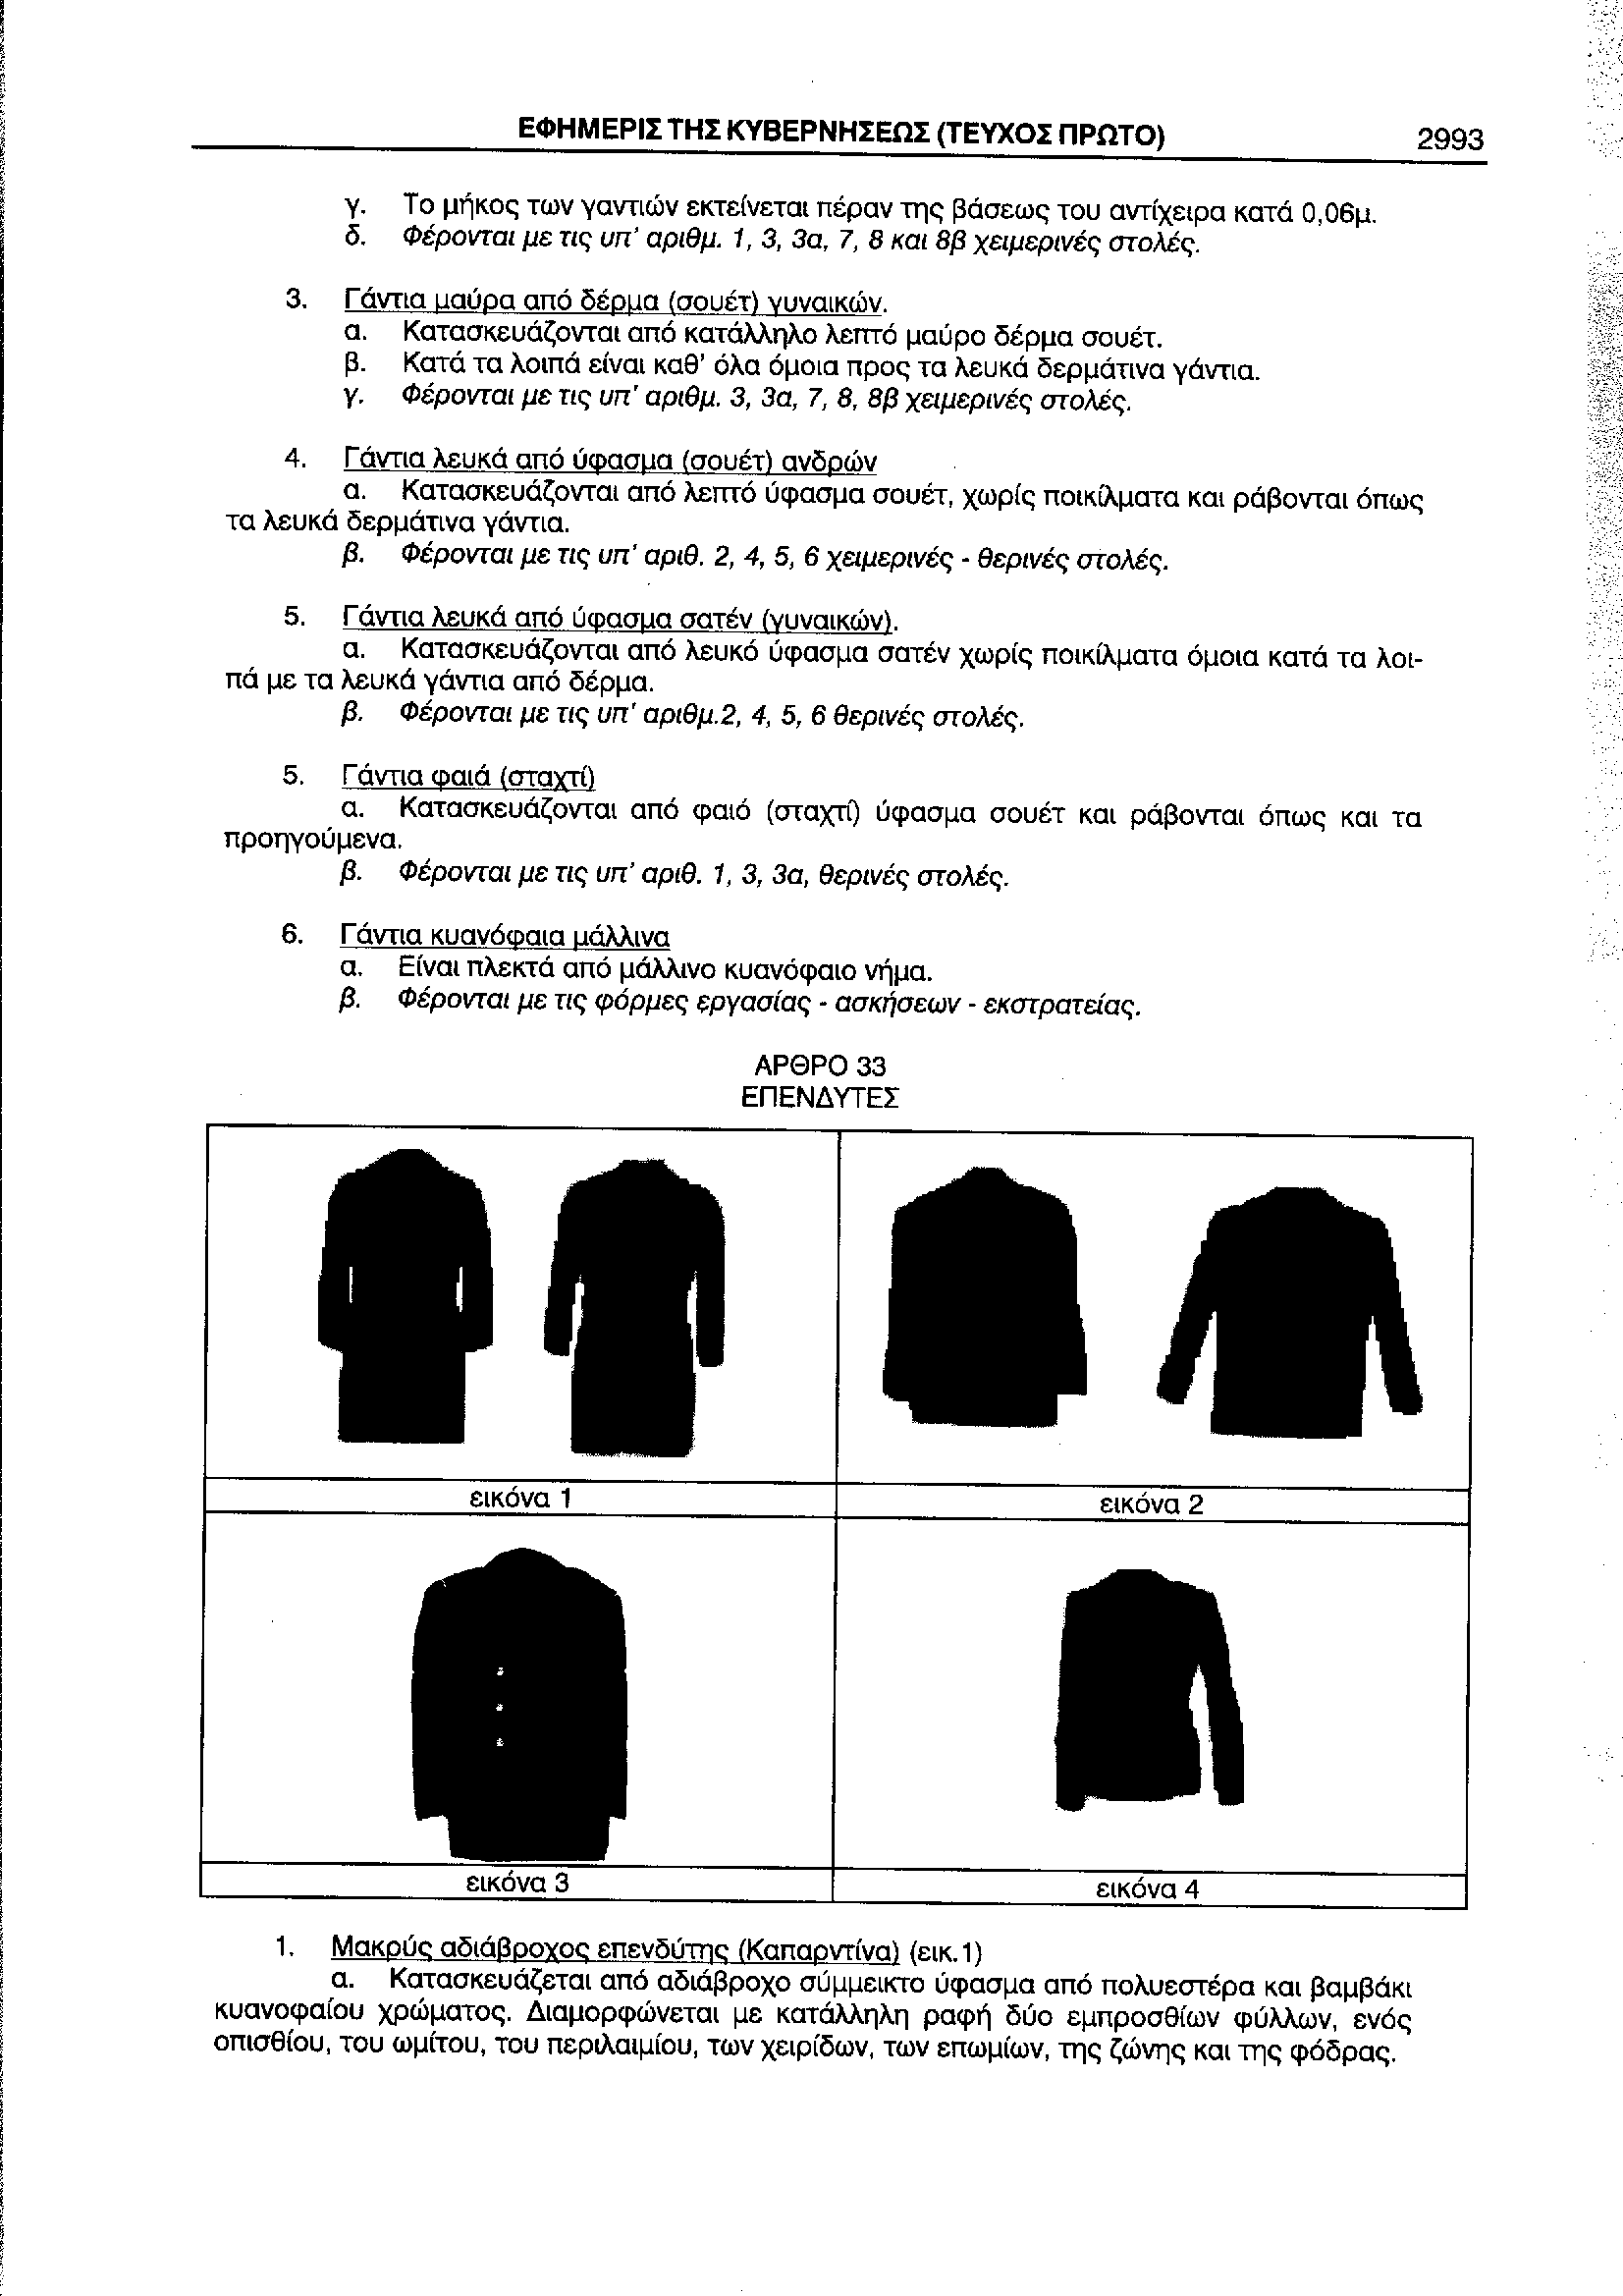 ΕΦΗΜΕΡΙΣ ΤΗΣ ΚΥΒΕΡΝΗΣΕΩΣ (ΤΕΥΧΟΣ ΠΡΩΤΟ) 2993
γ. Το μήκος των γαντιών εκτείνεται πέραν της βάσεως του αντίχειρα κατά 0,06μ.
δ. Φέρονται με τις υπ' αριθμ. 1, 3, 3α, 7, 8 και 8β χειμερινές στολές.
3. Γάντια μαύρα από δέρμα (σουέτ) γυναικών.
α. Κατασκευάζονται από κατάλληλο λεπτό μαύρο δέρμα σουέτ.
β. Κατά τα λοιπά είναι καθ' όλα όμοια προς τα λευκά δερμάτινα γάντια.
γ. Φέρονται με τις υπ' αριθμ. 3, 3α, 7, 8, 8β χειμερινές στολές.
4. Γάντια λευκά από ύφασμα (σουέτ) ανδρών
α. Κατασκευάζονται από λεπτό ύφασμα σουέτ, χωρίς ποικίλματα και ράβονται όπως
τα λευκά δερμάτινα γάντια.
β. Φέρονται με τις υπ' αριθ. 2, 4, 5, 6 χειμερινές - θερινές στολές.
5. Γάντια λευκά από ύφασμα σατέν (γυναικών).
α. Κατασκευάζονται από λευκό ύφασμα σατέν χωρίς ποικίλματα όμοια κατά τα λοι-
πά με τα λευκά γάντια από δέρμα.
β. Φέρονται με τις υπ' αριθμ.2, 4, 5, 6 θερινές στολές.
5. Γάντια φαιά (σταχτί)
α. Κατασκευάζονται από φαιό (σταχτί) ύφασμα σουέτ και ράβονται όπως και τα
προηγούμενα.
β. Φέρονται με τις υπ' αριθ. 1, 3, 3α, θερινές στολές.
6. Γάντια κυανόφαια μάλλινα
α. Είναι πλεκτά από μάλλινο κυανόφαιο νήμα.
β. Φέρονται με τις φόρμες εργασίας - ασκήσεων - εκστρατείας.
ΑΡΘΡΟ 33
ΕΠΕΝΔΥΤΕΣ
εικόνα 1 εικόνα 2
εικόνα 3 εικόνα 4
1. Μακρύς αδιάβροχος επενδύτης (Καπαρντίνα) (εικ.1)
α. Κατασκευάζεται από αδιάβροχο σύμμεικτο ύφασμα από πολυεστέρα και βαμβάκι
κυανοφαίου χρώματος. Διαμορφώνεται με κατάλληλη ραφή δύο εμπροσθίων φύλλων, ενός
οπισθίου, του ωμίτου, του περιλαιμίου, των χειρίδων, των επωμίων, της ζώνης και της φόδρας.